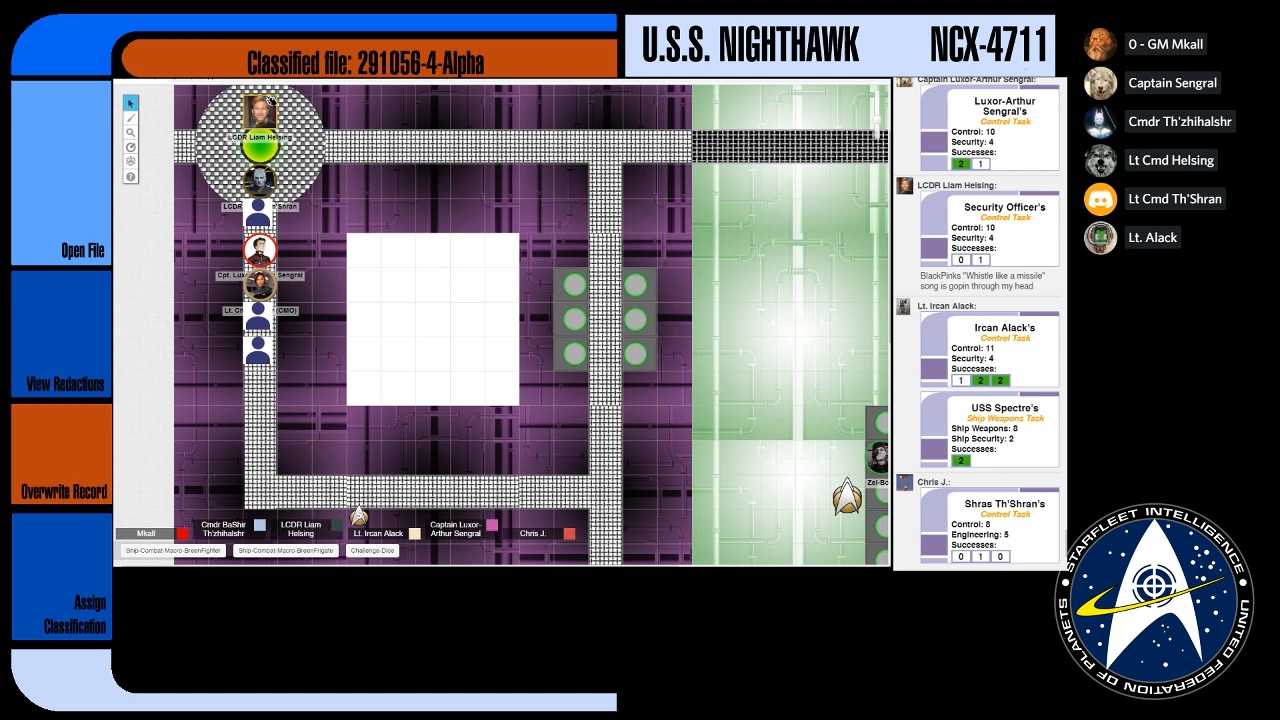 Classified file: 291056-4-Alpha
U.S.S. NIGHTHAWK
NCX-4711
Open File
View Redactions
Overwrite Record
Assign
Classification
LCDR Liam Helsing
Cpt.
Sengral
(CMO)
Mkall
Cmdr BaShir
Th'zhihalshr
LCDR Liam
Helsing
Lt. Ircan Alack
Captain Luxor-
Arthur Sengral
Chris J.
Ship-Combat-Macro-BreenFighter
Ship-Combat-Macro-BreenFrigate
Challenge-Dice
Captain Luxor-Arthur Sengral:
Luxor-Arthur
Sengral's
Control Task
Control: 10
Security: 4
Successes:
2 1
LCDR Liam Helsing:
Security Officer's
Control Task
Control: 10
Security: 4
Successes:
0 1
BlackPinks "Whistle like a missile"
song is gopin through my head
Lt. Ircan Alack:
Ircan Alack's
Control Task
Control: 11
Security: 4
Successes:
1 2 2
USS Spectre's
Ship Weapons Task
Ship Weapons: 8
Ship Security: 2
Successes:
2
Chris J.:
Shras Th'Shran's
Control Task
Control: 8
Engineering: 5
Successes:
0 1 0
0 - GM Mkall
Captain Sengral
Cmdr Th'zhihalshr
Lt Cmd Helsing
Lt Cmd Th'Shran
Lt. Alack
STARFLEET INTELLIGENCE
UNITED FEDERATION OF PLANETS